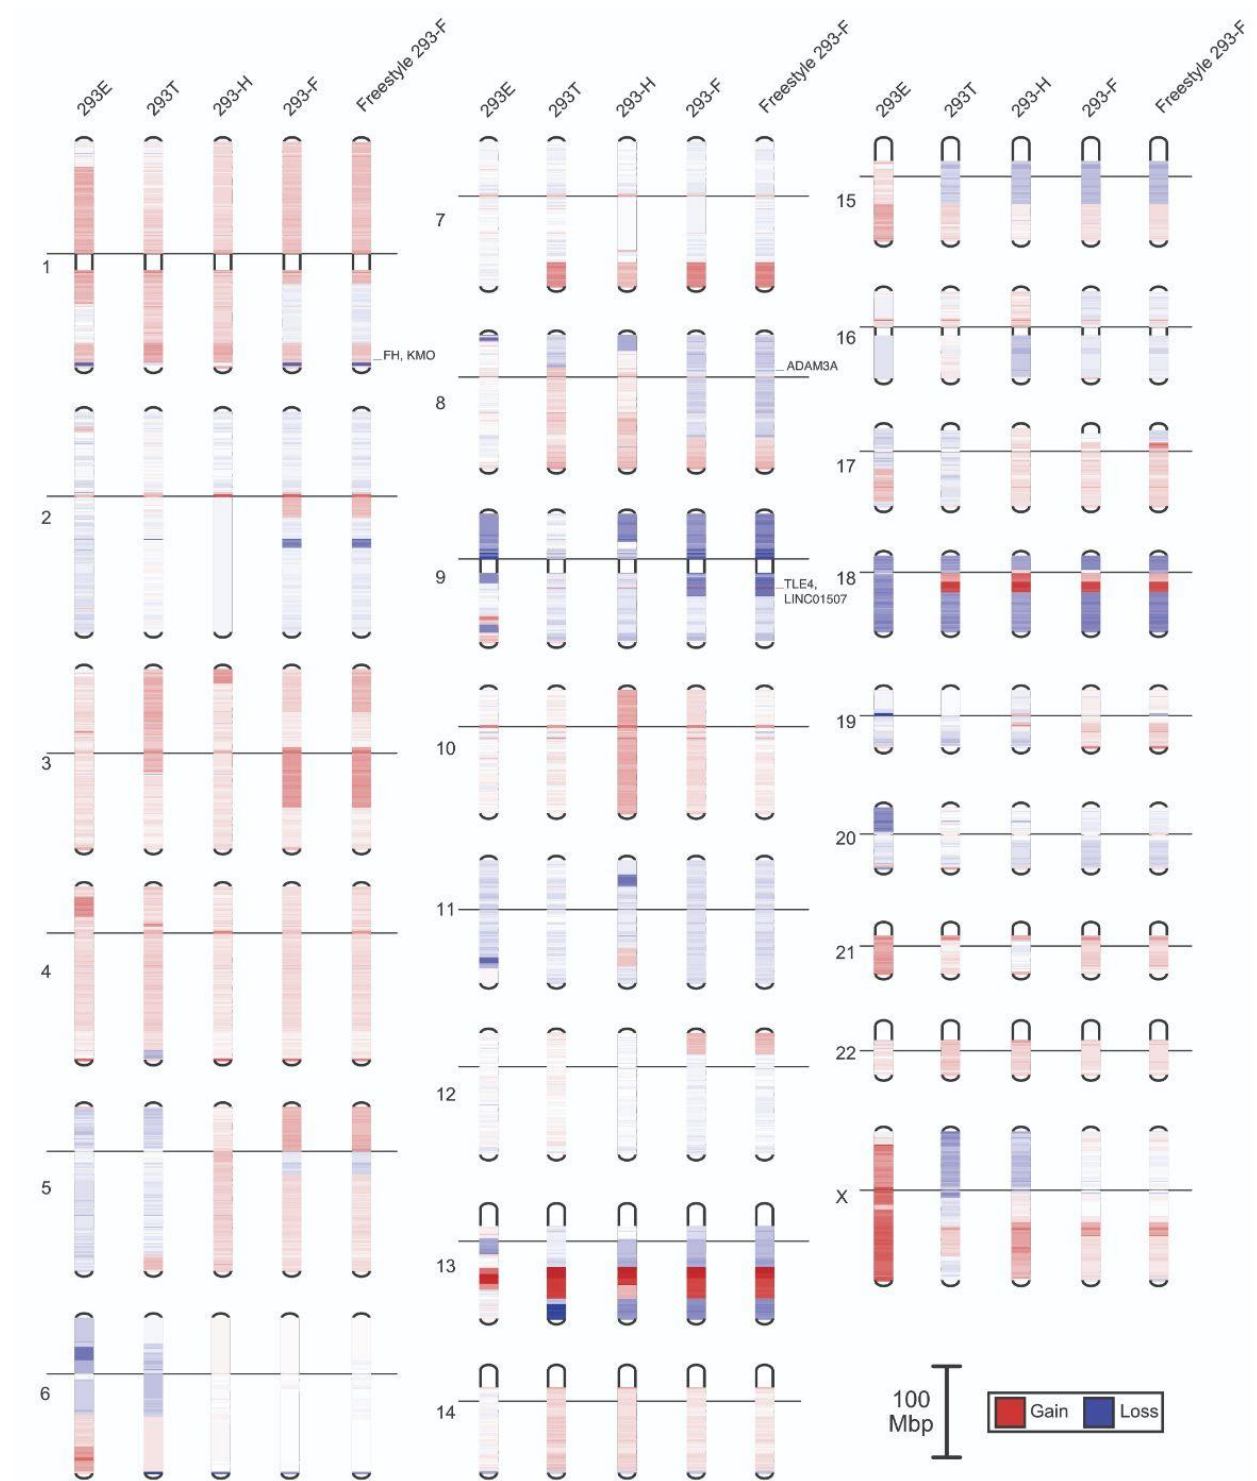 293E
293T
293-H
293-F
Freestyle 293-F
1
FH, KMO
2
3
4
5
6
293E
293T
293-H
293-F
Freestyle 293-F
7
8
ADAM3A
9
TLE4,
LINC01507
10
11
12
13
14
293E
293T
293-H
293-F
Freestyle 293-F
15
16
17
18
19
20
21
22
X
100
Mbp
Gain
Loss